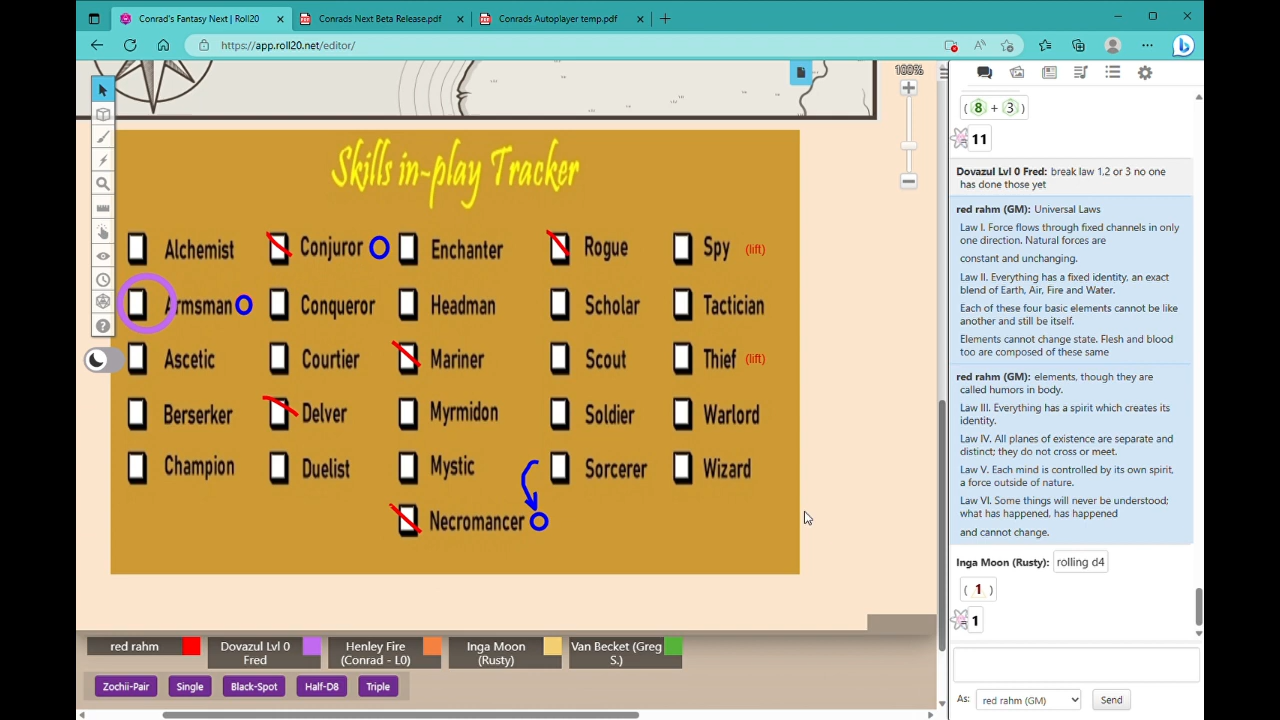 Conrad's Fantasy Next | Roll20
Conrads Next Beta Release.pdf
Conrads Autoplayer temp.pdf
https://app.roll20.net/editor/
100%
Skills in-play Tracker
Alchemist Conjuror Enchanter Rogue Spy (lift)
Armsman Conqueror Headman Scholar Tactician
Ascetic Courtier Mariner Scout Thief (lift)
Berserker Delver Myrmidon Soldier Warlord
Champion Duelist Mystic Sorcerer Wizard
Necromancer
red rahm
Dovazul Lvl 0
Fred
Henley Fire
(Conrad - L0)
Inga Moon
(Rusty)
Van Becket (Greg
S.)
Zochii-Pair Single Black-Spot Half-D8 Triple
( 8 + 3 )
11
Dovazul Lvl 0 Fred: break law 1,2 or 3 no one
has done those yet
red rahm (GM): Universal Laws
Law I. Force flows through fixed channels in only
one direction. Natural forces are
constant and unchanging.
Law II. Everything has a fixed identity, an exact
blend of Earth, Air, Fire and Water.
Each of these four basic elements cannot be like
another and still be itself.
Elements cannot change state. Flesh and blood
too are composed of these same
red rahm (GM): elements, though they are
called humors in body.
Law III. Everything has a spirit which creates its
identity.
Law IV. All planes of existence are separate and
distinct; they do not cross or meet.
Law V. Each mind is controlled by its own spirit,
a force outside of nature.
Law VI. Some things will never be understood;
what has happened, has happened
and cannot change.
Inga Moon (Rusty): rolling d4
( 1 )
1
As: red rahm (GM) Send